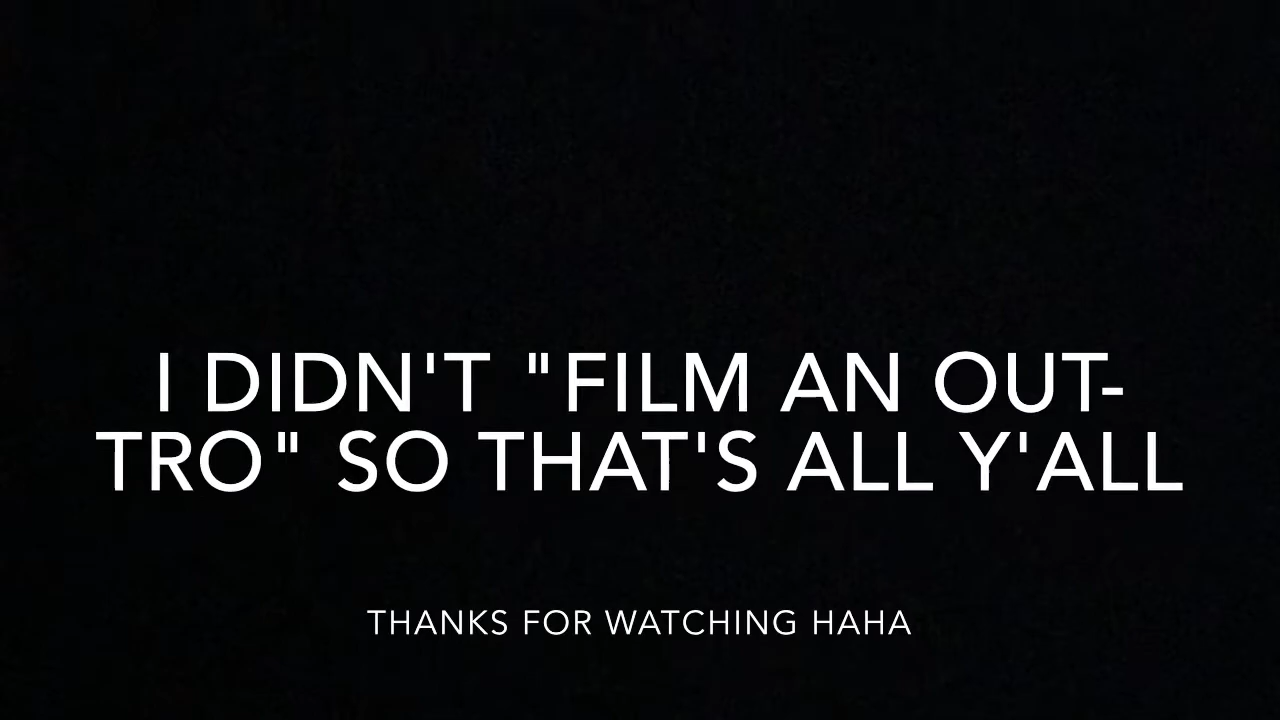 I DIDN'T "FILM AN OUT-
TRO" SO THAT'S ALL Y'ALL
THANKS FOR WATCHING HAHA